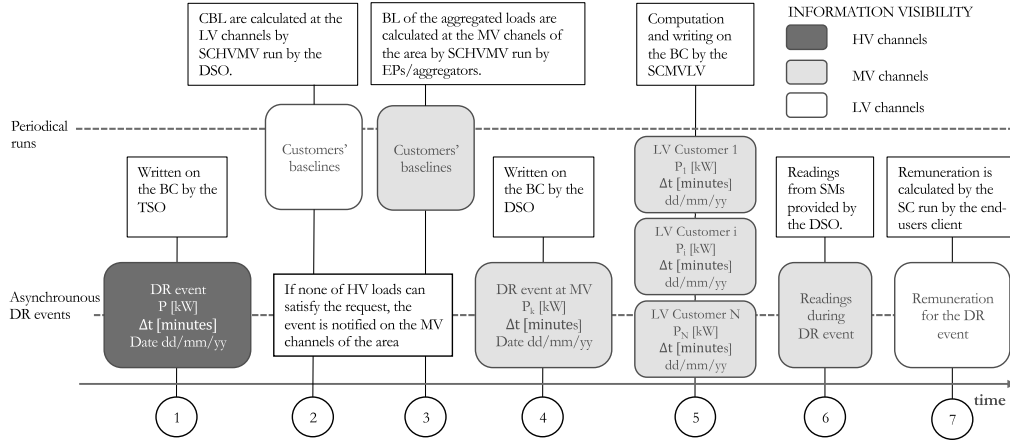 CBL are calculated at the
LV channels by
SCHVMV run by the
DSO.
BL of the aggregated loads are
calculated at the MV chanels of
the area by SCHVMV run by
EPs/aggregators.
Computation
and writing on
the BC by the
SCMVLV
INFORMATION VISIBILITY
HV channels
MV channels
LV channels
Periodical
runs
Customers'
baselines
Customers'
baselines
Written on
the BC by the
TSO
Written on
the BC by the
DSO
LV Customer 1
P1 [kW]
Δt [minutes]
dd/mm/yy
Readings
from SMs
provided by
the DSO.
Remuneration is
calculated by the
SC run by the end-
users client
LV Customer i
Pi [kW]
Δt [minutes]
dd/mm/yy
Asynchrounous
DR events
DR event
P [kW]
Δt [minutes]
Date dd/mm/yy
If none of HV loads can
satisfy the request, the
event is notified on the MV
channels of the area
DR event at MV
Pk [kW]
Δt [minutes]
Date dd/mm/yy
LV Customer N
PN [kW]
Δt [minutes]
dd/mm/yy
Readings
during DR
event
Remuneration
for the DR
event
time
1
2
3
4
5
6
7